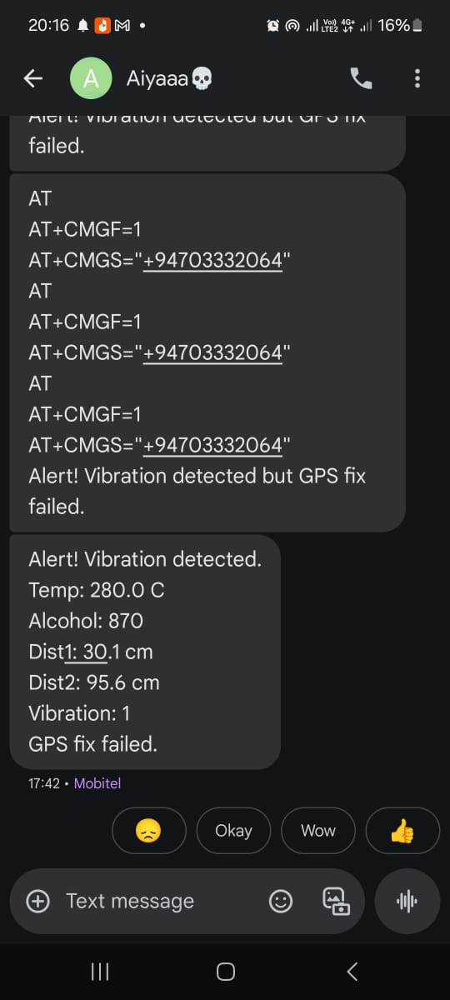 20:16
Vo)) 4G+
LTE2
16%
A
Aiyaaa💀
Alert! Vibration detected but GPS fix
failed.
AT
AT+CMGF=1
AT+CMGS="+94703332064"
AT
AT+CMGF=1
AT+CMGS="+94703332064"
AT
AT+CMGF=1
AT+CMGS="+94703332064"
Alert! Vibration detected but GPS fix
failed.
Alert! Vibration detected.
Temp: 280.0 C
Alcohol: 870
Dist1: 30.1 cm
Dist2: 95.6 cm
Vibration: 1
GPS fix failed.
17:42 • Mobitel
Okay
Wow
Text message